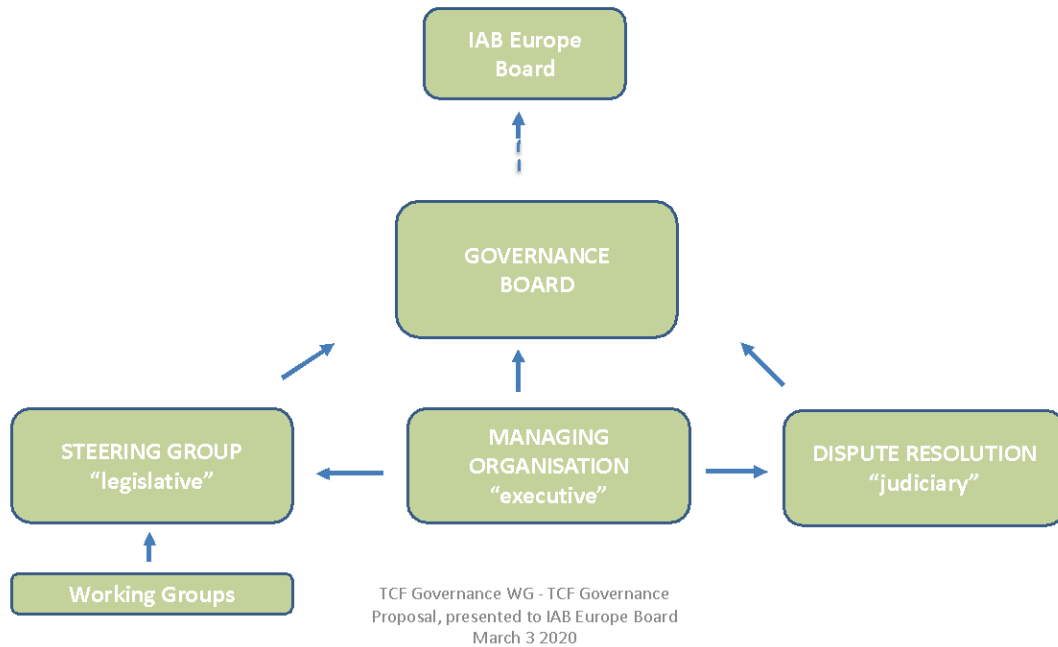 IAB Europe
Board
GOVERNANCE
BOARD
STEERING GROUP
“legislative”
MANAGING
ORGANISATION
“executive”
DISPUTE RESOLUTION
“judiciary”
Working Groups
TCF Governance WG - TCF Governance
Proposal, presented to IAB Europe Board
March 3 2020